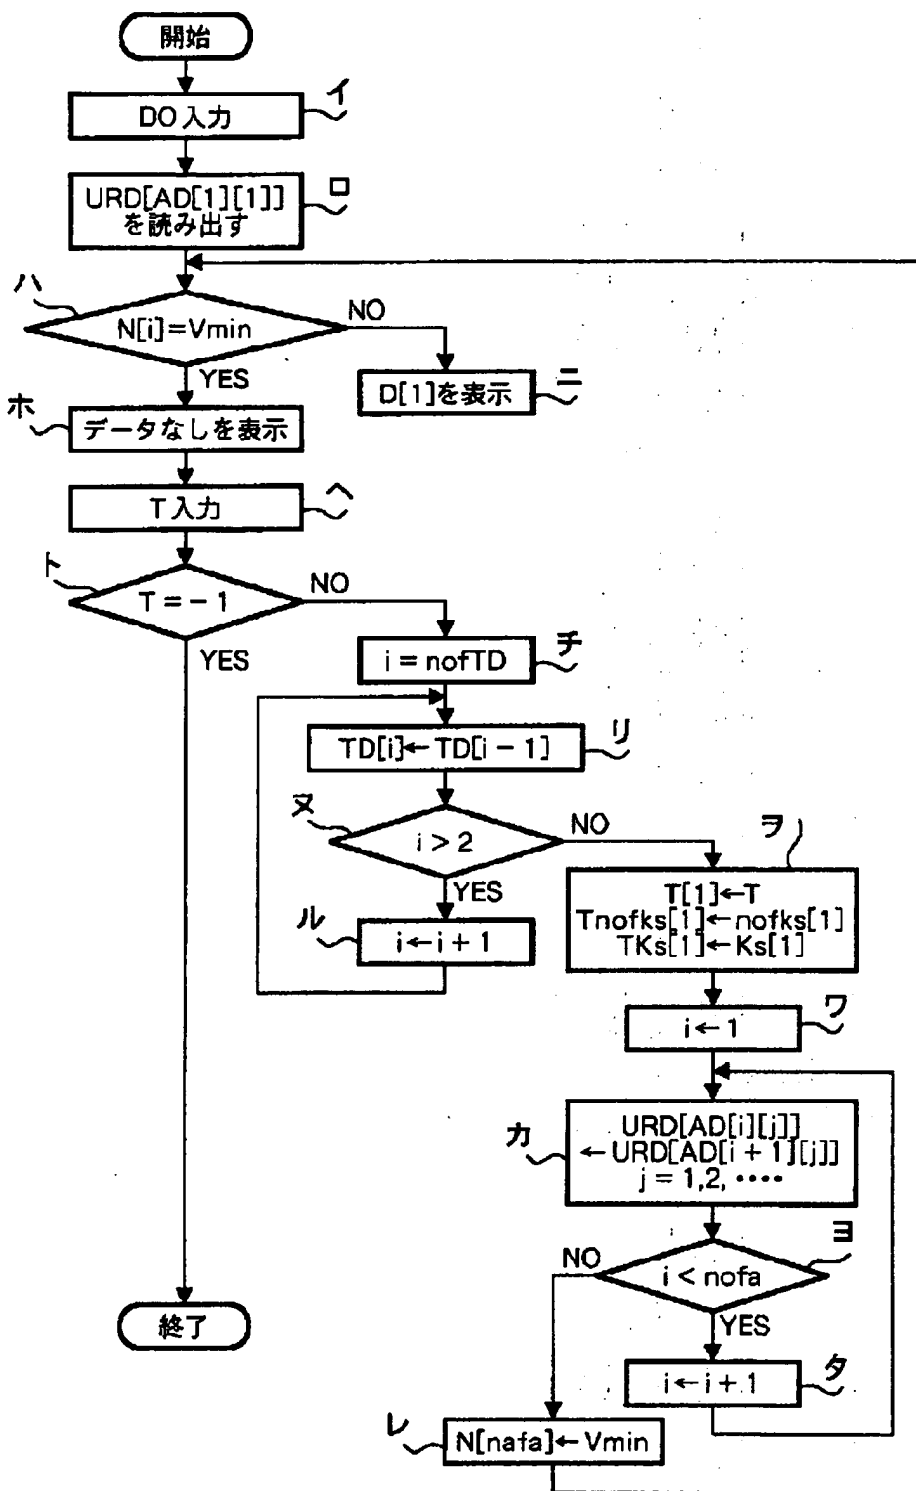 開始
DO入力
イ
URD[AD[1][1]]
を読み出す
ロ
ハ
N[i]=Vmin
NO
YES
D[1]を表示
ニ
ホ
データなしを表示
T入力
ヘ
ト
T=-1
NO
YES
i=nofTD
チ
TD[i]←TD[i-1]
リ
ヌ
i>2
NO
YES
ル
i←i+1
ヲ
T[1]←T
Tnofks[1]←nofks[1]
TKs[1]←Ks[1]
i←1
ワ
カ
URD[AD[i][j]]
←URD[AD[i+1][j]]
j=1,2,····
ヨ
i<nofa
NO
YES
i←i+1
タ
終了
レ
N[nafa]←Vmin